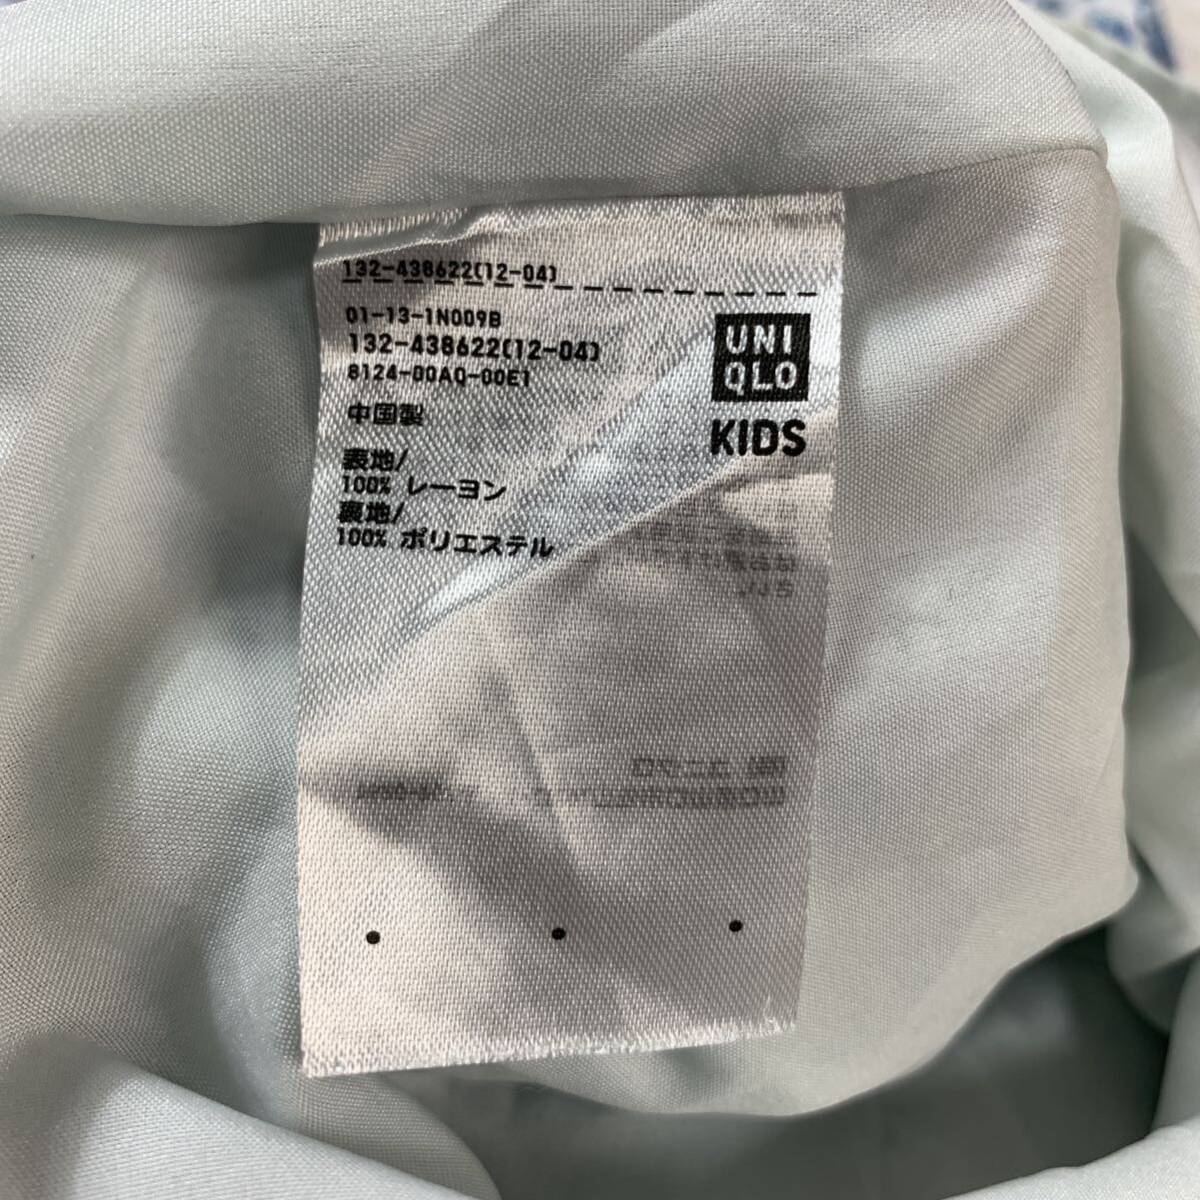 132-438622(12-04)
01-13-1N009B
132-438622(12-04)
8124-00AQ-00E1
UNI
QLO
KIDS
中国製
表地/
100% レーヨン
裏地/
100% ポリエステル